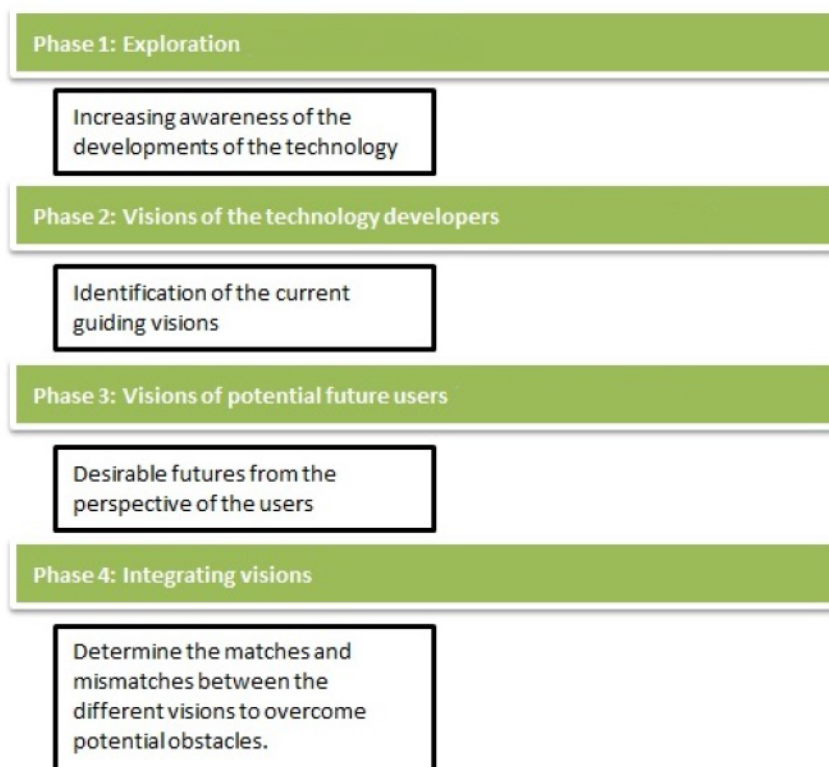 Phase 1: Exploration
Increasing awareness of the
developments of the technology
Phase 2: Visions of the technology developers
Identification of the current
guiding visions
Phase 3: Visions of potential future users
Desirable futures from the
perspective of the users
Phase 4: Integrating visions
Determine the matches and
mismatches between the
different visions to overcome
potential obstacles.